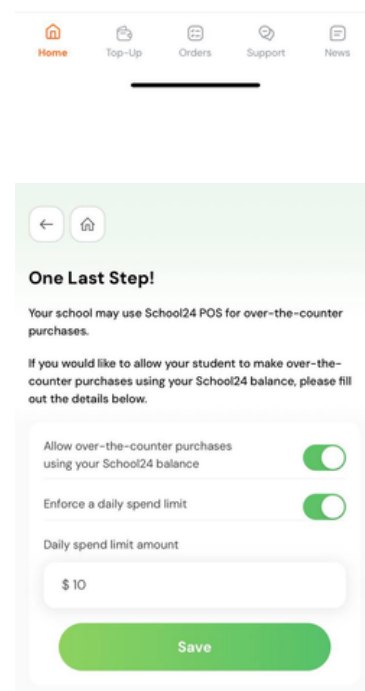 Home Top-Up Orders Support News
One Last Step!
Your school may use School24 POS for over-the-counter
purchases.
If you would like to allow your student to make over-the-
counter purchases using your School24 balance, please fill
out the details below.
Allow over-the-counter purchases
using your School24 balance
Enforce a daily spend limit
Daily spend limit amount
$ 10
Save